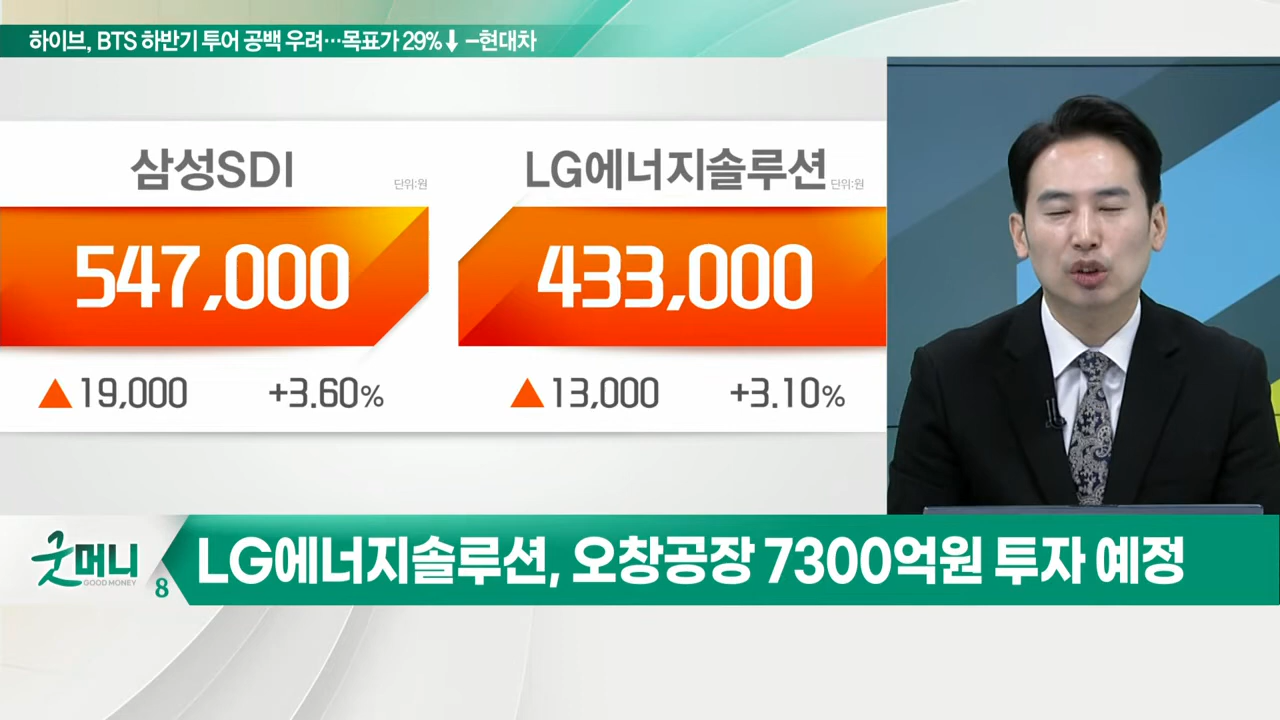 하이브, BTS 하반기 투어 공백 우려…목표가 29%⬇ -현대차
삼성SDI
단위:원
LG에너지솔루션
단위:원
547,000
433,000
▲19,000 +3.60%
▲13,000 +3.10%
굿머니
GOOD MONEY
8
LG에너지솔루션, 오창공장 7300억원 투자 예정